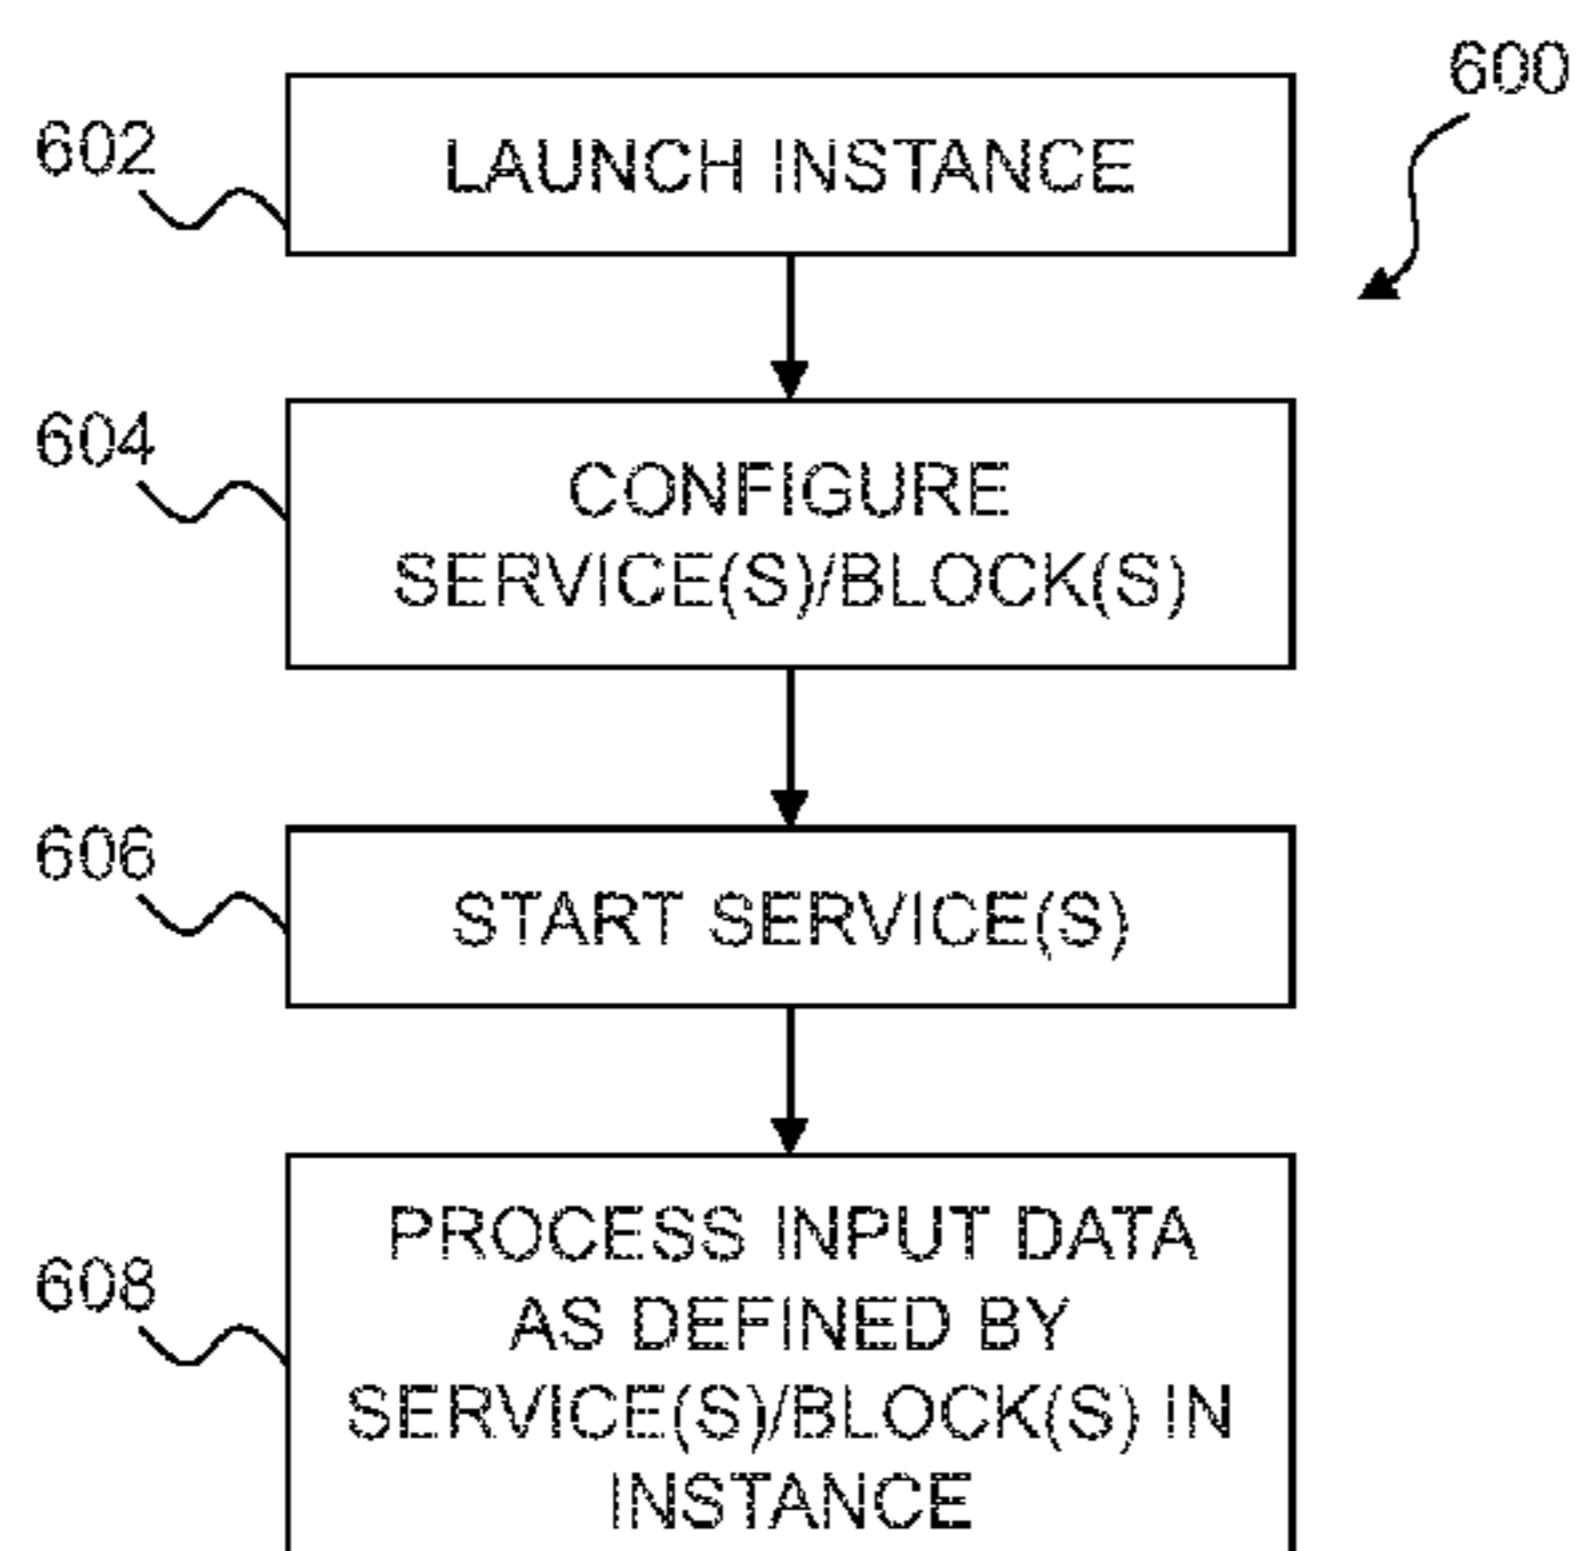 600
602
LAUNCH INSTANCE
604
CONFIGURE
SERVICE(S)/BLOCK(S)
606
START SERVICE(S)
608
PROCESS INPUT DATA
AS DEFINED BY
SERVICE(S)/BLOCK(S) IN
INSTANCE